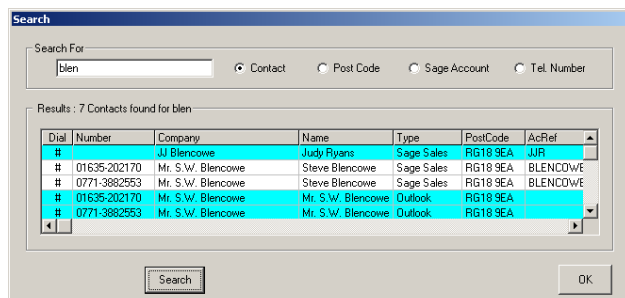 Search
Search For
blen Contact Post Code Sage Account Tel. Number
Results : 7 Contacts found for blen
Dial Number Company Name Type PostCode AcRef
# JJ Blencowe Judy Ryans Sage Sales RG18 9EA JJR
# 01635-202170 Mr. S.W. Blencowe Steve Blencowe Sage Sales RG18 9EA BLENCOWE
# 0771-3882553 Mr. S.W. Blencowe Steve Blencowe Sage Sales RG18 9EA BLENCOWE
# 01635-202170 Mr. S.W. Blencowe Mr. S.W. Blencowe Outlook RG18 9EA
# 0771-3882553 Mr. S.W. Blencowe Mr. S.W. Blencowe Outlook RG18 9EA
Search OK